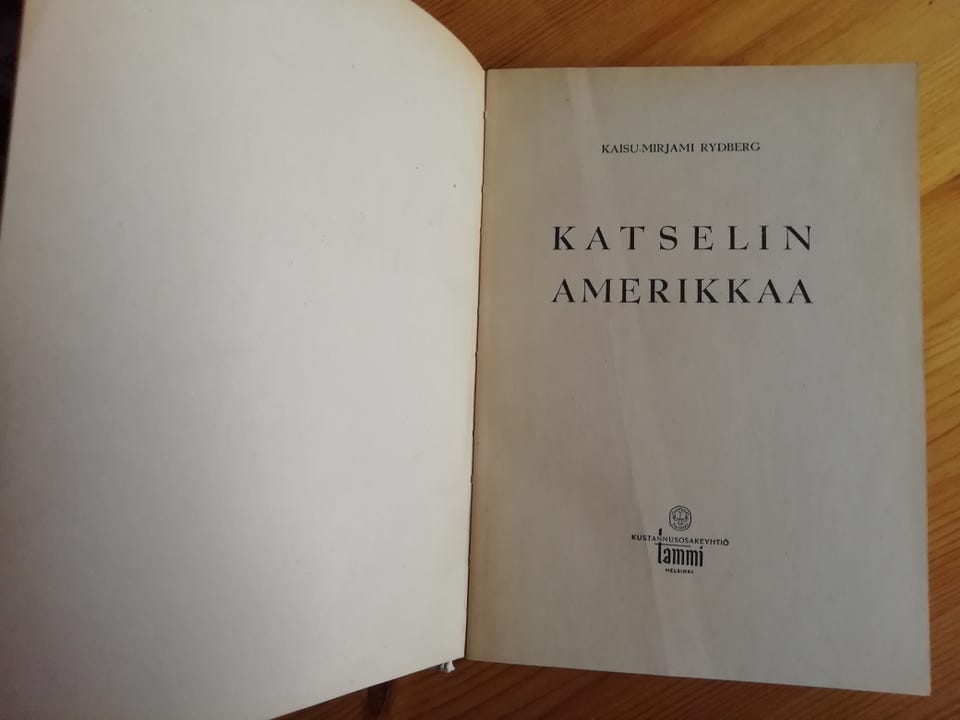 KAISU-MIRJAMI RYDBERG
KATSELIN
AMERIKKAA
KUSTANNUSOSAKEYHTIÖ
tammi
HELSINKI